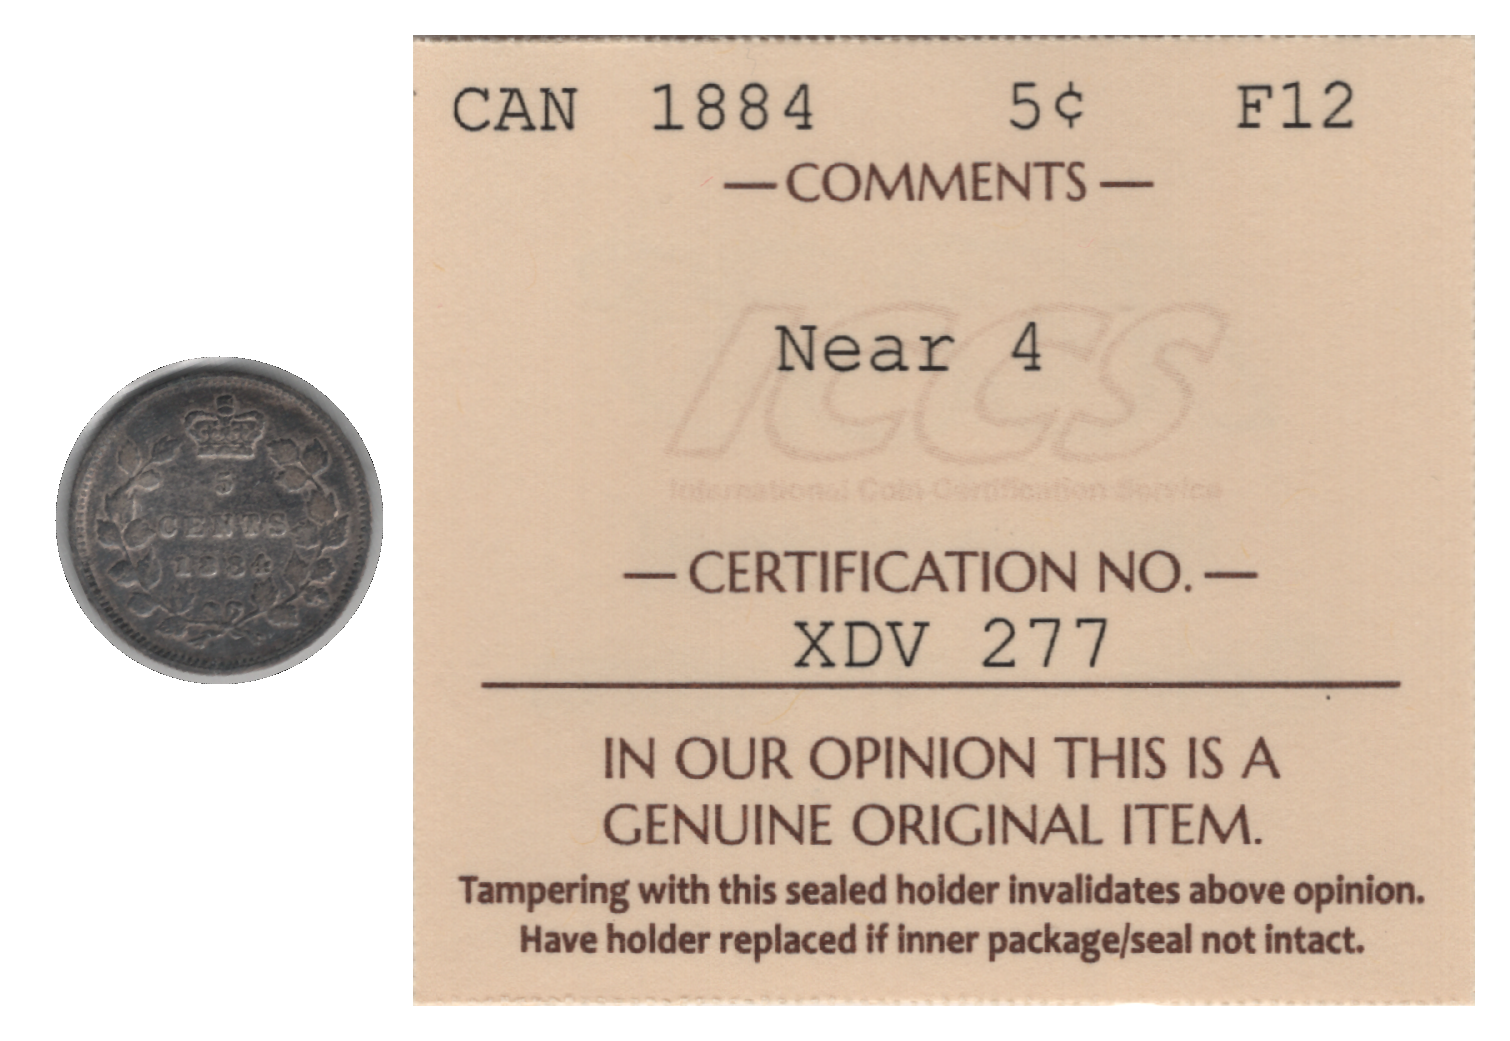 5
CENTS
1884
CAN 1884 5¢ F12
— COMMENTS —
ICCS
Near 4
International Coin Certification Service
— CERTIFICATION NO. —
XDV 277
IN OUR OPINION THIS IS A
GENUINE ORIGINAL ITEM.
Tampering with this sealed holder invalidates above opinion.
Have holder replaced if inner package/seal not intact.